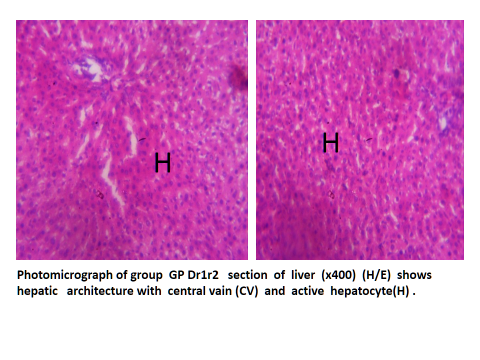 H
H
Photomicrograph of group GP Dr1r2 section of liver (x400) (H/E) shows
hepatic architecture with central vain (CV) and active hepatocyte(H) .